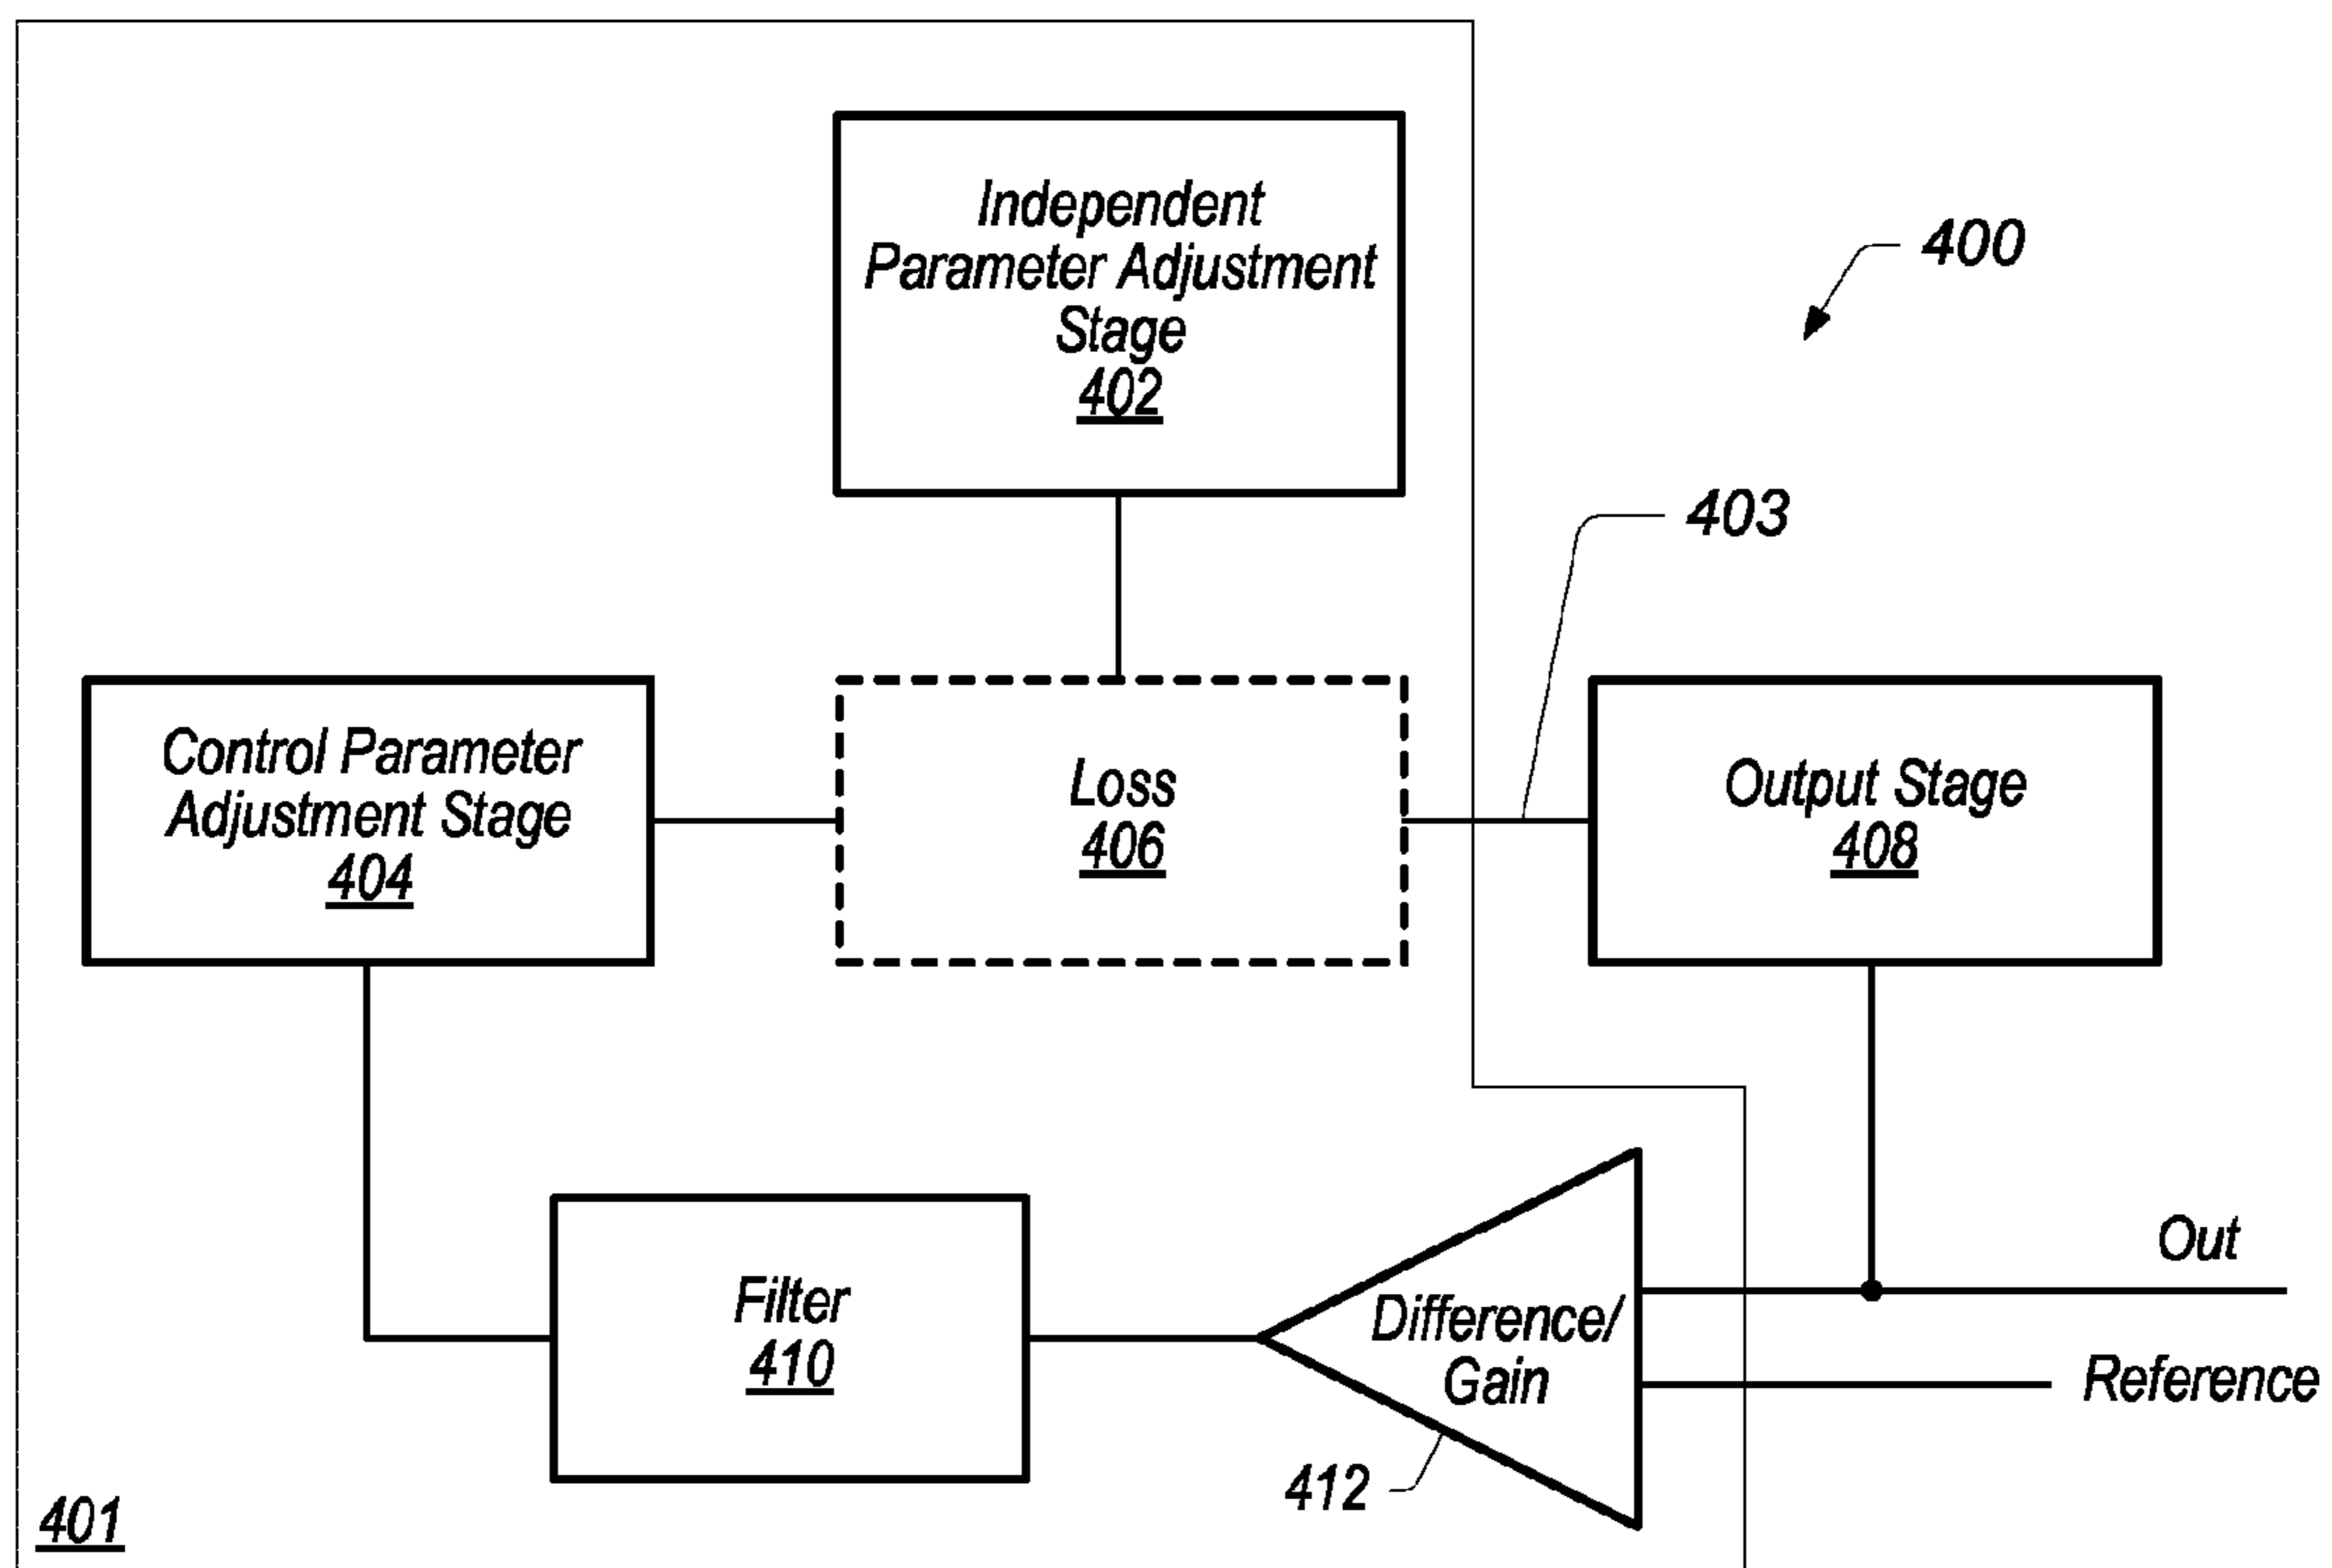 Independent
Parameter Adjustment
Stage
402
400
403
Control Parameter
Adjustment Stage
404
Loss
406
Output Stage
408
Out
Filter
410
Difference/
Gain
Reference
412
401